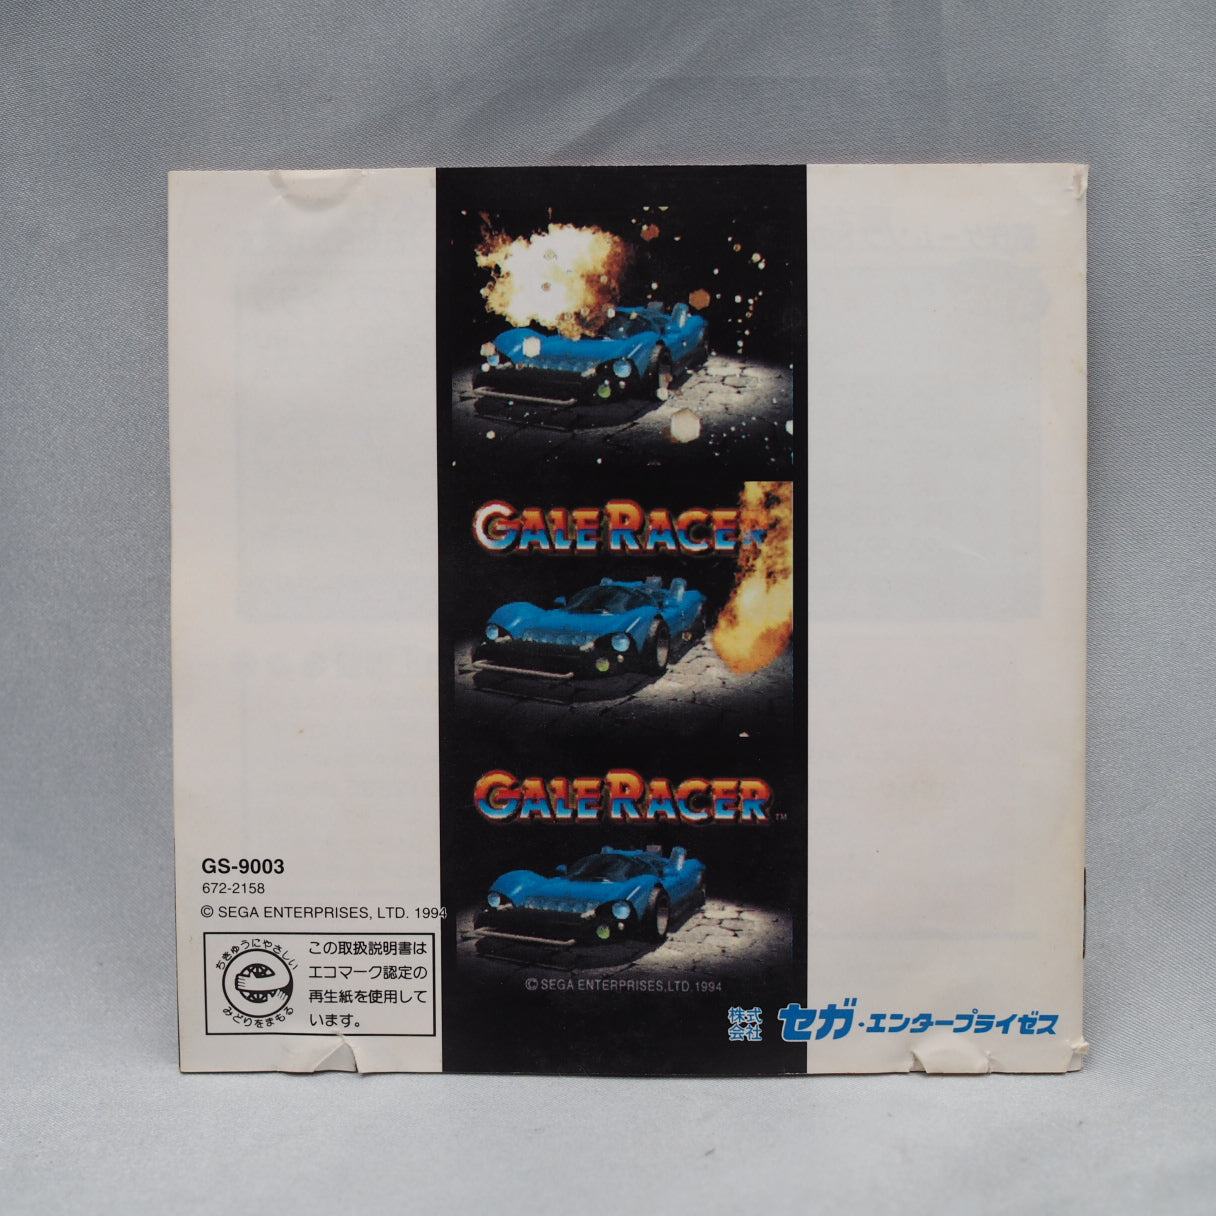 GALE RACER
GALE RACER™
© SEGA ENTERPRISES,LTD.1994
GS-9003
672-2158
© SEGA ENTERPRISES, LTD. 1994
ちきゅうにやさしい
みどりをまもる
この取扱説明書は
エコマーク認定の
再生紙を使用して
います。
株式
会社
セガ・エンタープライゼス